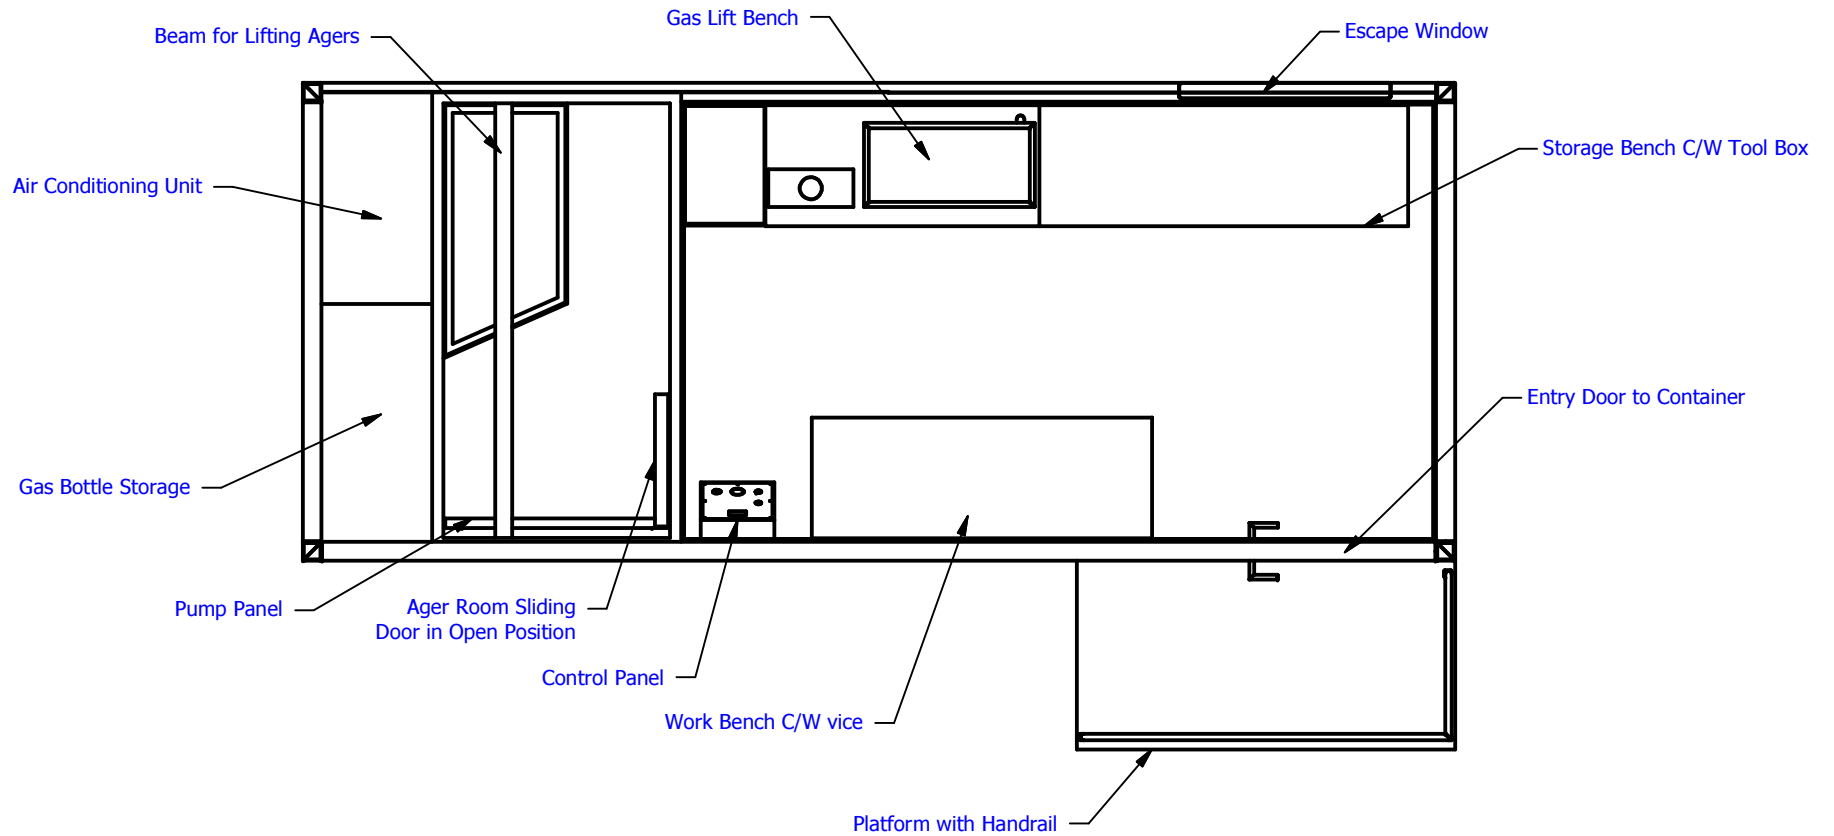 Gas Lift Bench
Escape Window
Beam for Lifting Agers
Storage Bench C/W Tool Box
Air Conditioning Unit
Entry Door to Container
Gas Bottle Storage
Pump Panel
Ager Room Sliding
Door in Open Position
Control Panel
Work Bench C/W vice
Platform with Handrail